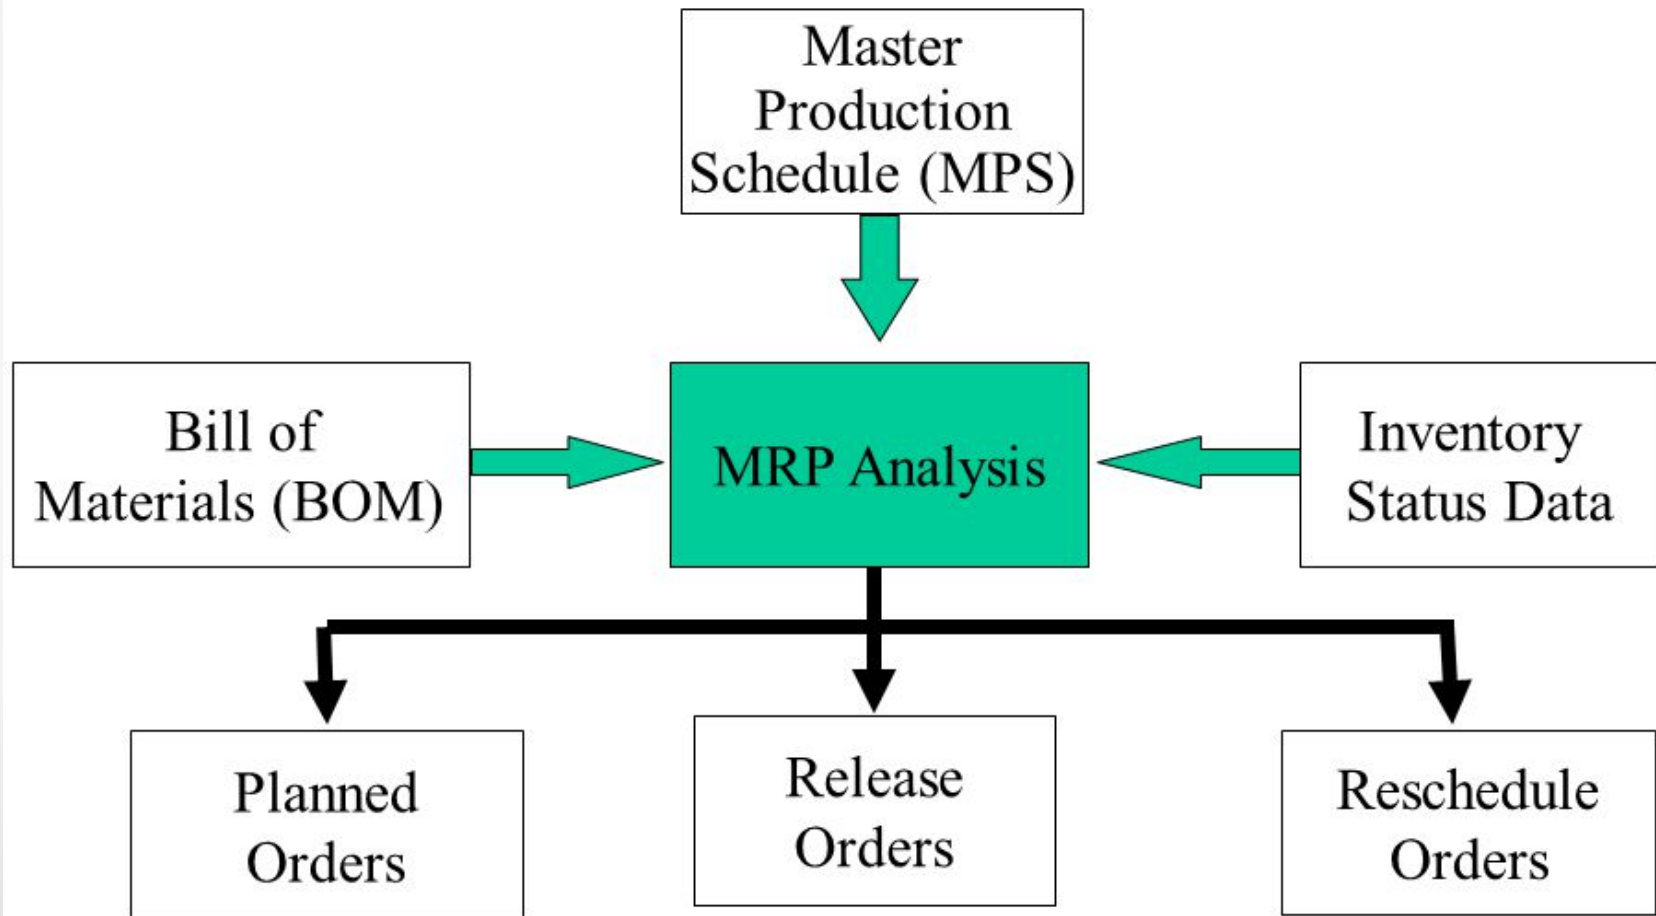 Master
Production
Schedule (MPS)
Bill of
Materials (BOM)
MRP Analysis
Inventory
Status Data
Planned
Orders
Release
Orders
Reschedule
Orders